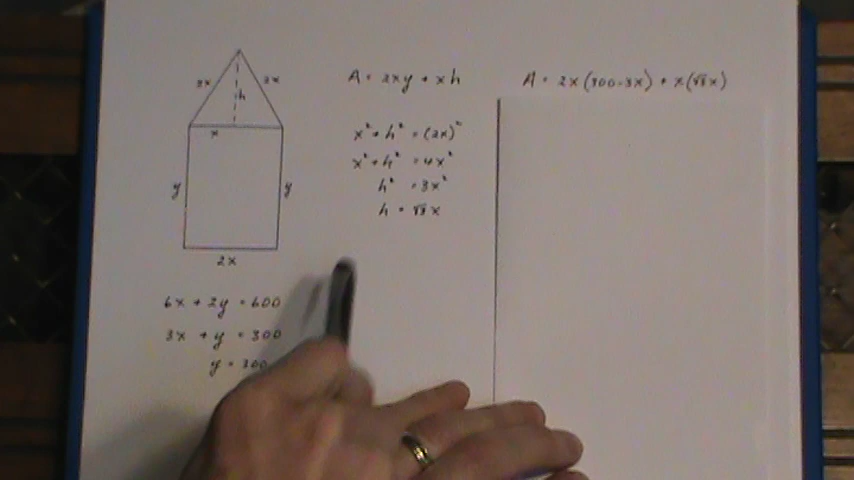 2x 2x
h
x
y y
2x
6x + 2y = 600
3x + y = 300
y = 300
A = 2xy + xh
x² + h² = (2x)²
x² + h² = 4x²
h² = 3x²
h = √3 x
A = 2x(300-3x) + x(√3x)